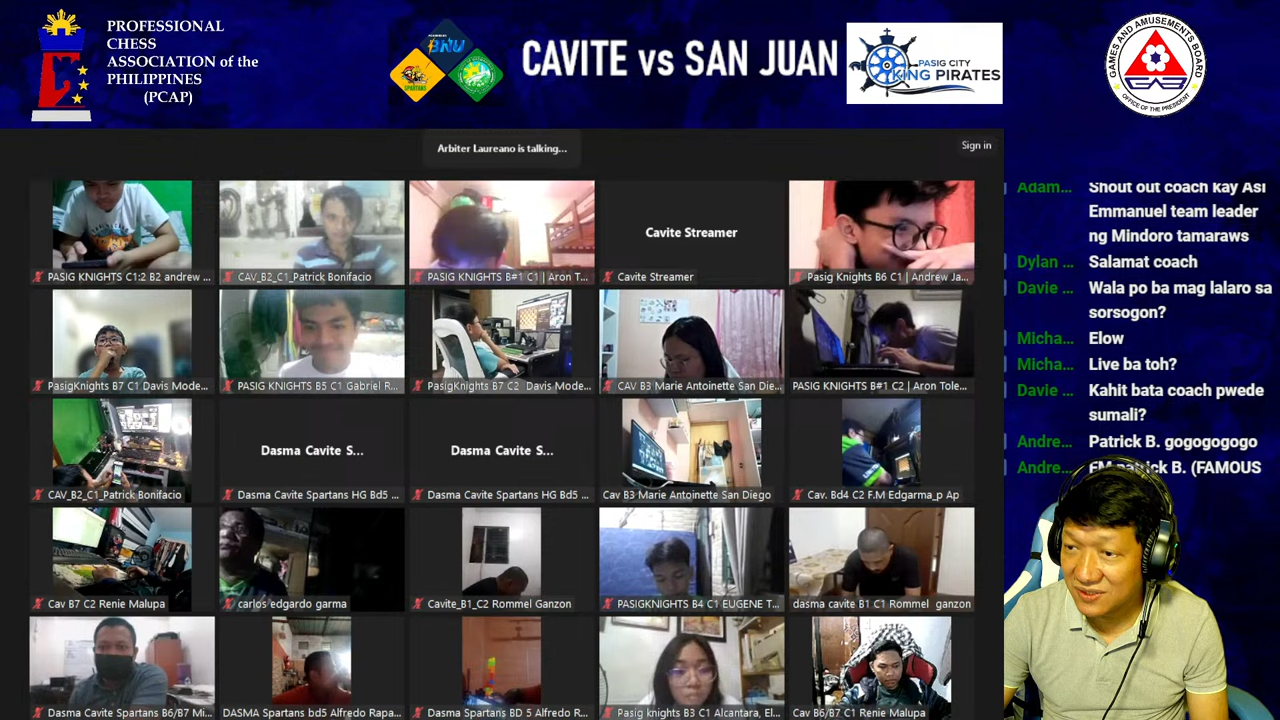 PROFESSIONAL
CHESS
ASSOCIATION of the
PHILIPPINES
(PCAP)
BNU
SPARTANS
CAVITE vs SAN JUAN
PASIG CITY
KING PIRATES
GAMES AND AMUSEMENTS BOARD
GAB
OFFICE OF THE PRESIDENT
Arbiter Laureano is talking...
Sign in
PASIG KNIGHTS C1:2 B2 andrew ...
CAV_B2_C1_Patrick Bonifacio
PASIG KNIGHTS B#1 C1 | Aron T...
Cavite Streamer
Cavite Streamer
Pasig Knights B6 C1 | Andrew Ja...
PasigKnights B7 C1 Davis Mode...
PASIG KNIGHTS B5 C1 Gabriel R...
PasigKnights B7 C2 Davis Mode...
CAV B3 Marie Antoinette San Die...
PASIG KNIGHTS B#1 C2 | Aron Tole...
CAV_B2_C1_Patrick Bonifacio
Dasma Cavite S...
Dasma Cavite Spartans HG Bd5 ...
Dasma Cavite S...
Dasma Cavite Spartans HG Bd5 ...
Cav B3 Marie Antoinette San Diego
Cav. Bd4 C2 F.M Edgarma_p Ap
Cav B7 C2 Renie Malupa
carlos edgardo garma
Cavite_B1_C2 Rommel Ganzon
PASIGKNIGHTS B4 C1 EUGENE T...
dasma cavite B1 C1 Rommel ganzon
Dasma Cavite Spartans B6/B7 Mi...
DASMA Spartans bd5 Alfredo Rapa...
Dasma Spartans BD 5 Alfredo R...
Pasig knights B3 C1 Alcantara, El...
Cav B6/B7 C1 Renie Malupa
Adam... Shout out coach kay Asi
Emmanuel team leader
ng Mindoro tamaraws
Dylan ... Salamat coach
Davie ... Wala po ba mag lalaro sa
sorsogon?
Micha... Elow
Micha... Live ba toh?
Davie ... Kahit bata coach pwede
sumali?
Andre... Patrick B. gogogogogo
Andre... FM patrick B. (FAMOUS